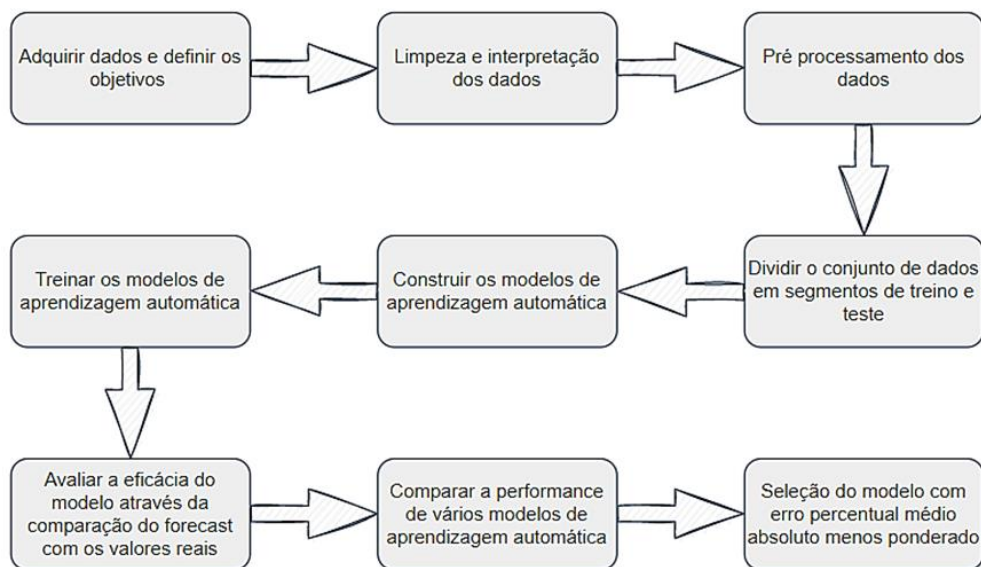 Adquirir dados e definir os
objetivos
Limpeza e interpretação
dos dados
Pré processamento dos
dados
Dividir o conjunto de dados
em segmentos de treino e
teste
Construir os modelos de
aprendizagem automática
Treinar os modelos de
aprendizagem automática
Avaliar a eficácia do
modelo através da
comparação do forecast
com os valores reais
Comparar a performance
de vários modelos de
aprendizagem automática
Seleção do modelo com
erro percentual médio
absoluto menos ponderado